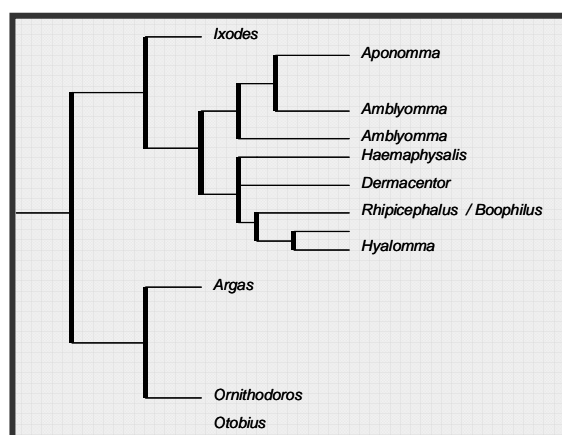 Ixodes
Aponomma
Amblyomma
Amblyomma
Haemaphysalis
Dermacentor
Rhipicephalus / Boophilus
Hyalomma
Argas
Ornithodoros
Otobius